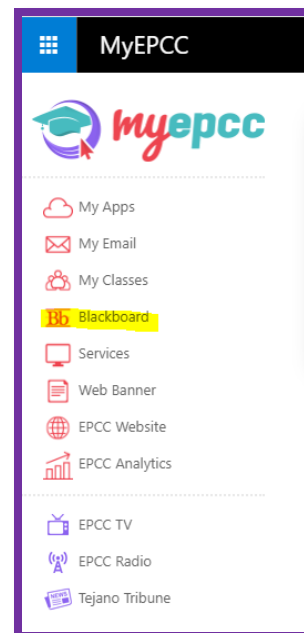 MyEPCC
myepcc
My Apps
My Email
My Classes
Bb Blackboard
Services
Web Banner
EPCC Website
EPCC Analytics
EPCC TV
EPCC Radio
NEWS Tejano Tribune